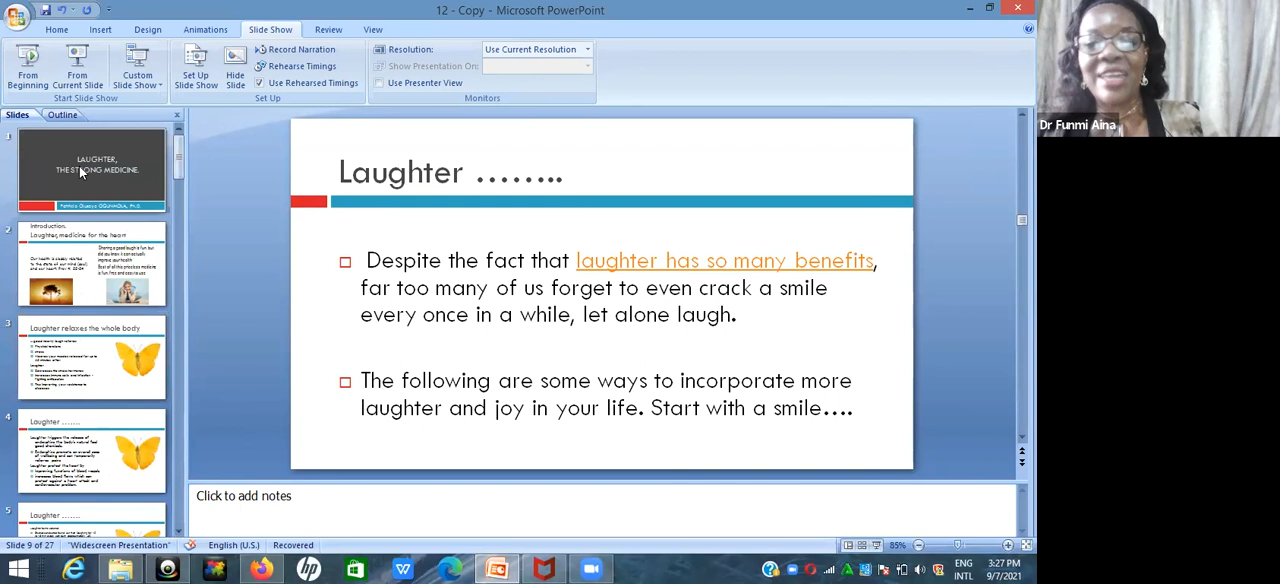 12 - Copy - Microsoft PowerPoint
Home Insert Design Animations Slide Show Review View
From Beginning
From Current Slide
Custom Slide Show
Start Slide Show
Set Up Slide Show
Hide Slide
Record Narration
Rehearse Timings
Use Rehearsed Timings
Set Up
Resolution: Use Current Resolution
Show Presentation On:
Use Presenter View
Monitors
Dr Funmi Aina
Slides Outline
1
LAUGHTER,
THE STRONG MEDICINE.
2
Introduction.
Laughter, medicine for the heart
3
Laughter relaxes the whole body
4
Laughter .......
5
Laughter .......
Laughter ........
Despite the fact that laughter has so many benefits,
far too many of us forget to even crack a smile
every once in a while, let alone laugh.
The following are some ways to incorporate more
laughter and joy in your life. Start with a smile....
Click to add notes
Slide 9 of 27 "Widescreen Presentation" English (U.S.) Recovered 85%
ENG
INTL
3:27 PM
9/7/2021